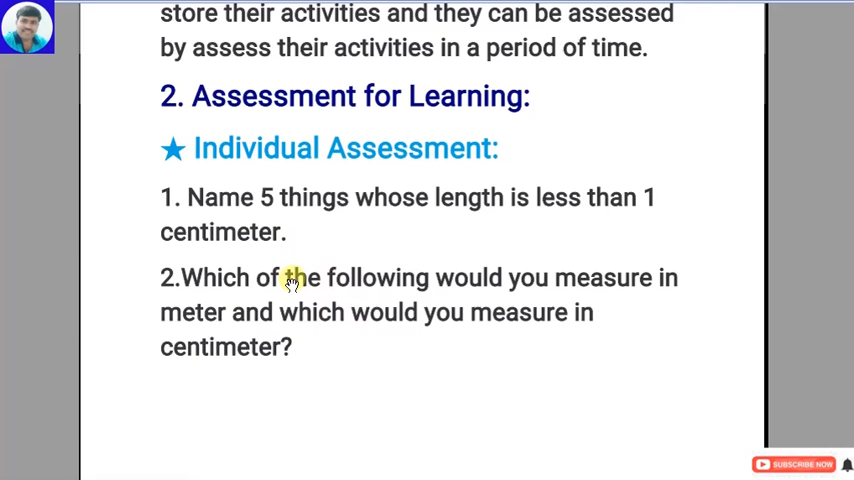 store their activities and they can be assessed
by assess their activities in a period of time.
2. Assessment for Learning:
★ Individual Assessment:
1. Name 5 things whose length is less than 1
centimeter.
2.Which of the following would you measure in
meter and which would you measure in
centimeter?
SUBSCRIBE NOW